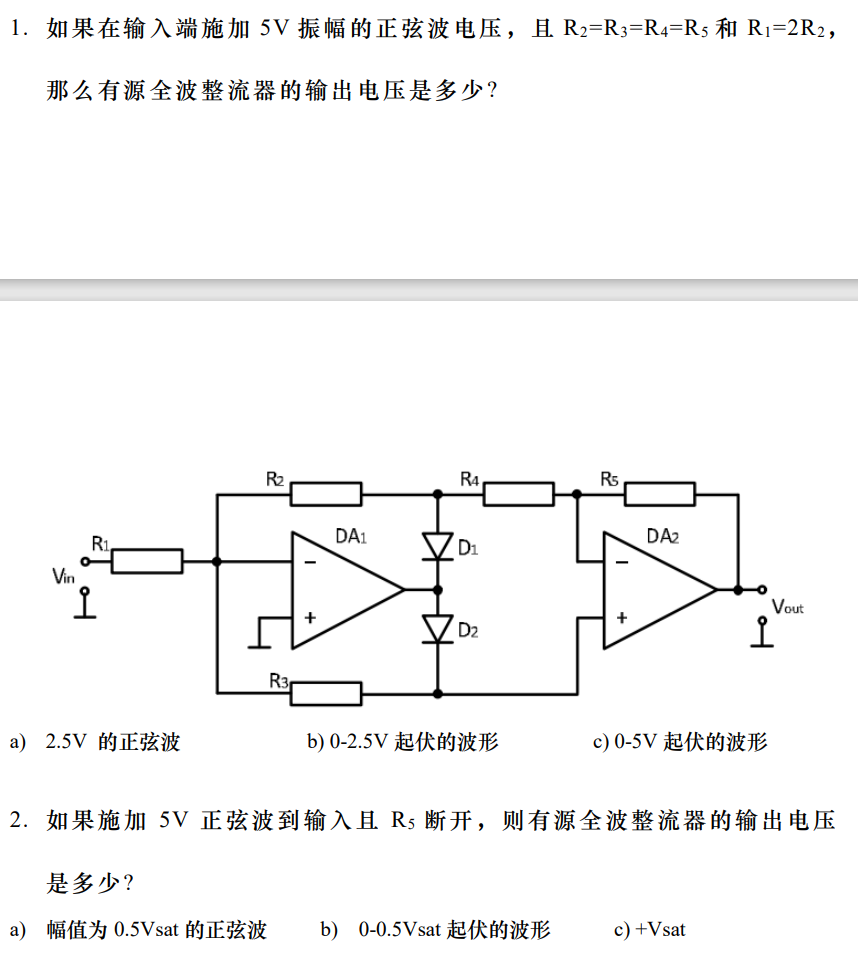 1. 如果在输入端施加 5V 振幅的正弦波电压，且 R₂=R₃=R₄=R₅ 和 R₁=2R₂，
那么有源全波整流器的输出电压是多少？
R2
R4
R5
R1
DA1
D1
DA2
Vin
−
−
+
+
D2
Vout
R3
a) 2.5V 的正弦波 b) 0-2.5V 起伏的波形 c) 0-5V 起伏的波形
2. 如果施加 5V 正弦波到输入且 R₅ 断开，则有源全波整流器的输出电压
是多少？
a) 幅值为 0.5Vsat 的正弦波 b) 0-0.5Vsat 起伏的波形 c) +Vsat